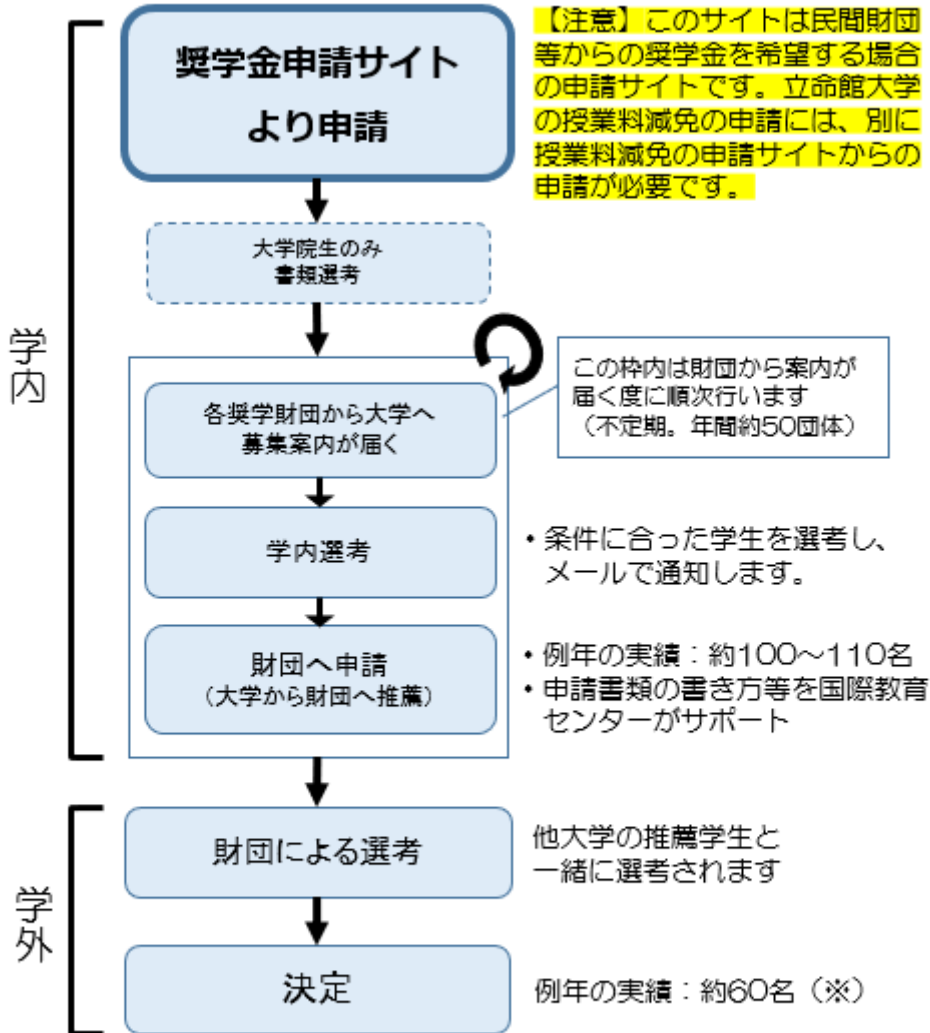 奨学金申請サイト
より申請
【注意】このサイトは民間財団
等からの奨学金を希望する場合
の申請サイトです。立命館大学
の授業料減免の申請には、別に
授業料減免の申請サイトからの
申請が必要です。
大学院生のみ
書類選考
学内
この枠内は財団から案内が
届く度に順次行います
（不定期。年間約50団体）
各奨学財団から大学へ
募集案内が届く
学内選考
・条件に合った学生を選考し、
メールで通知します。
財団へ申請
（大学から財団へ推薦）
・例年の実績：約100～110名
・申請書類の書き方等を国際教育
センターがサポート
学外
財団による選考
他大学の推薦学生と
一緒に選考されます
決定
例年の実績：約60名（※）